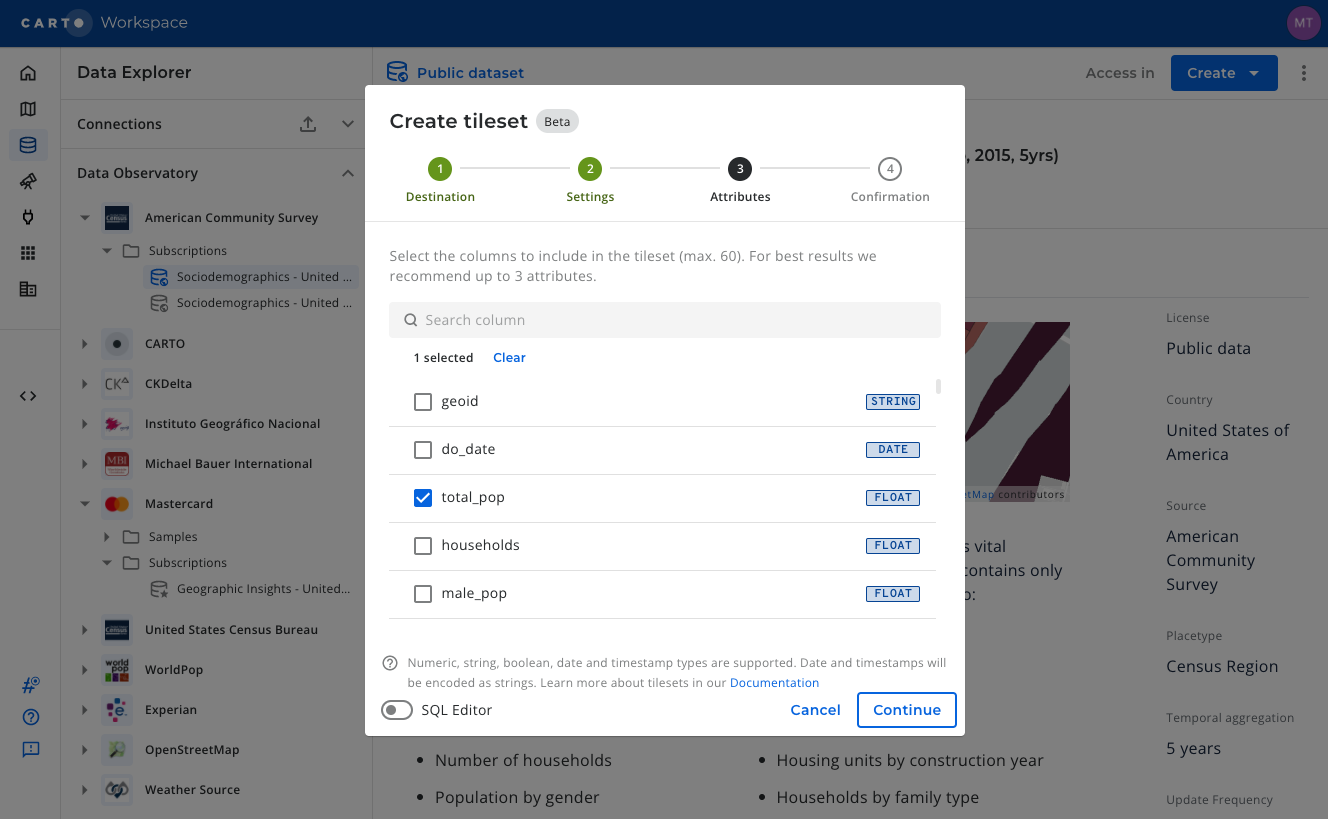 CARTO Workspace
MT
Data Explorer
Public dataset
Access in
Create
Connections
Data Observatory
American Community Survey
Subscriptions
Sociodemographics - United ...
Sociodemographics - United ...
CARTO
CKDelta
Instituto Geográfico Nacional
MBI
Michael Bauer International
Mastercard
Samples
Subscriptions
Geographic Insights - United...
United States Census Bureau
world
pop
WorldPop
Experian
OpenStreetMap
Weather Source
Create tileset
Beta
1
2
3
4
Destination
Settings
Attributes
Confirmation
Select the columns to include in the tileset (max. 60). For best results we
recommend up to 3 attributes.
Search column
1 selected
Clear
geoid
STRING
do_date
DATE
total_pop
FLOAT
households
FLOAT
male_pop
FLOAT
Numeric, string, boolean, date and timestamp types are supported. Date and timestamps will
be encoded as strings. Learn more about tilesets in our Documentation
SQL Editor
Cancel
Continue
, 2015, 5yrs)
etMap contributors
s vital
ontains only
o:
Number of households
Housing units by construction year
Population by gender
Households by family type
License
Public data
Country
United States of
America
Source
American
Community
Survey
Placetype
Census Region
Temporal aggregation
5 years
Update Frequency